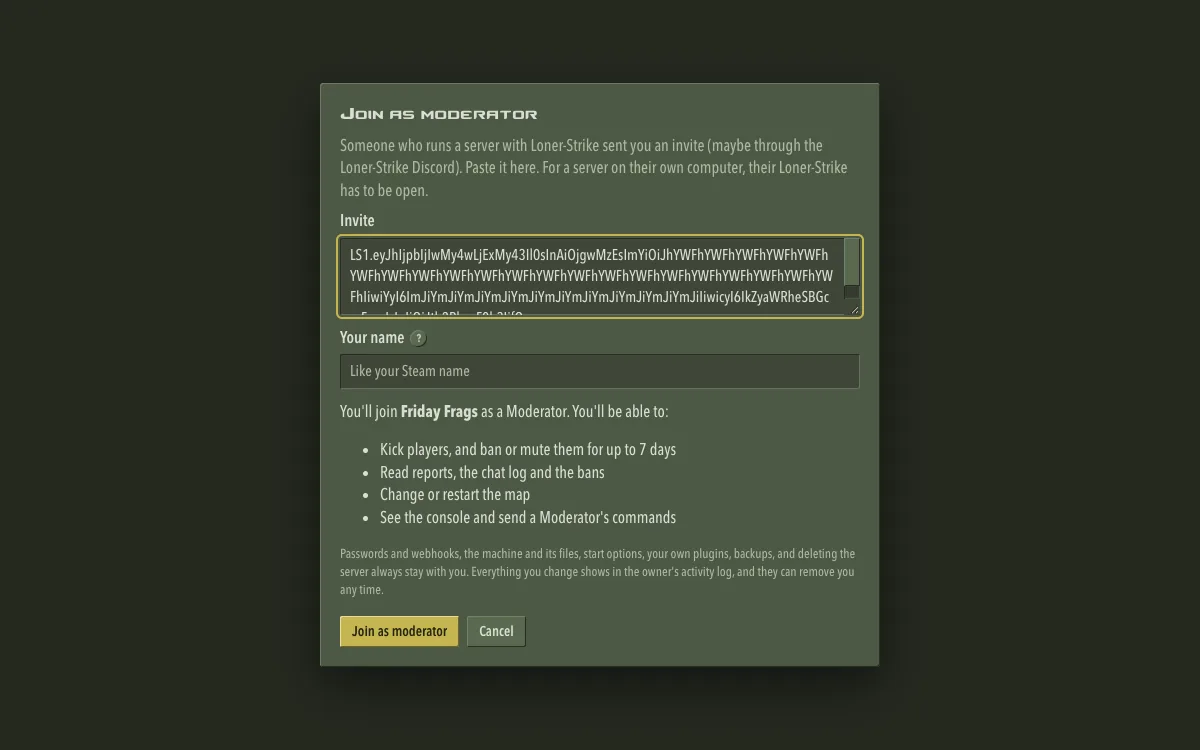 Join as moderator
Someone who runs a server with Loner-Strike sent you an invite (maybe through the
Loner-Strike Discord). Paste it here. For a server on their own computer, their Loner-Strike
has to be open.
Invite
Your name ?
Like your Steam name
You'll join Friday Frags as a Moderator. You'll be able to:
• Kick players, and ban or mute them for up to 7 days
• Read reports, the chat log and the bans
• Change or restart the map
• See the console and send a Moderator's commands
Passwords and webhooks, the machine and its files, start options, your own plugins, backups, and deleting the
server always stay with you. Everything you change shows in the owner's activity log, and they can remove you
any time.
Join as moderator
Cancel